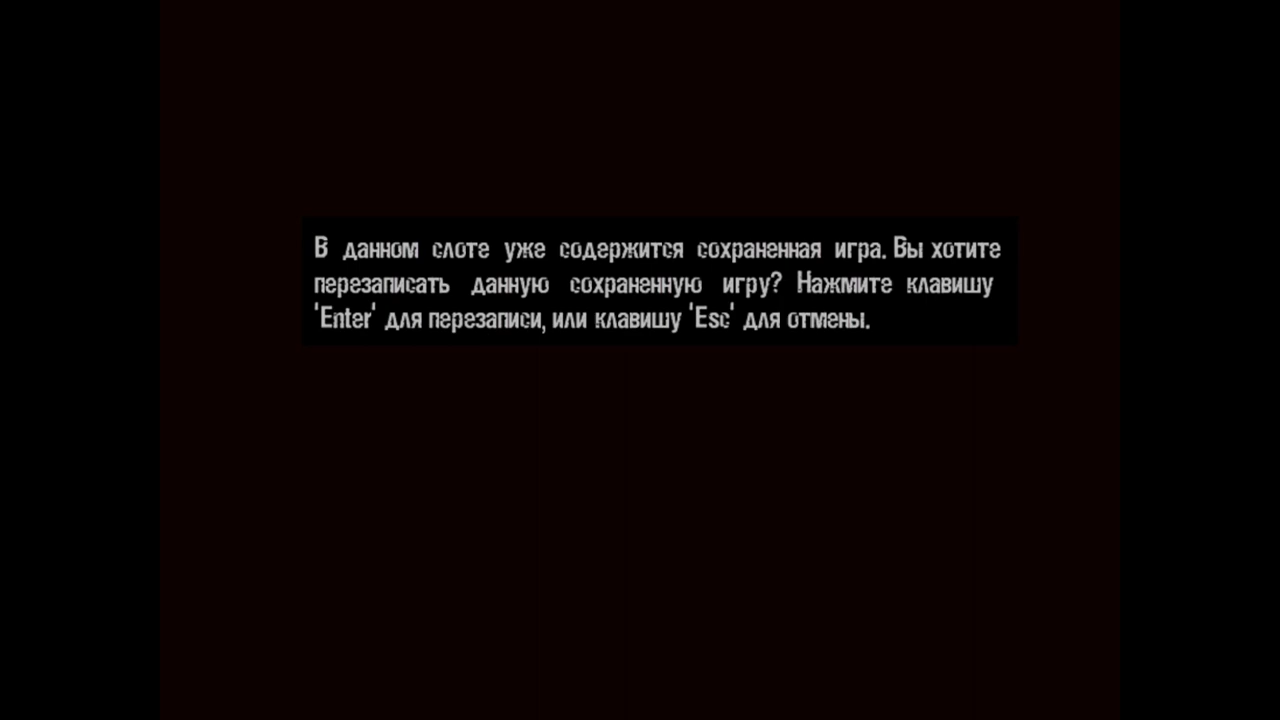 В данном слоте уже содержится сохраненная игра. Вы хотите
перезаписать данную сохраненную игру? Нажмите клавишу
'Enter' для перезаписи, или клавишу 'Esc' для отмены.